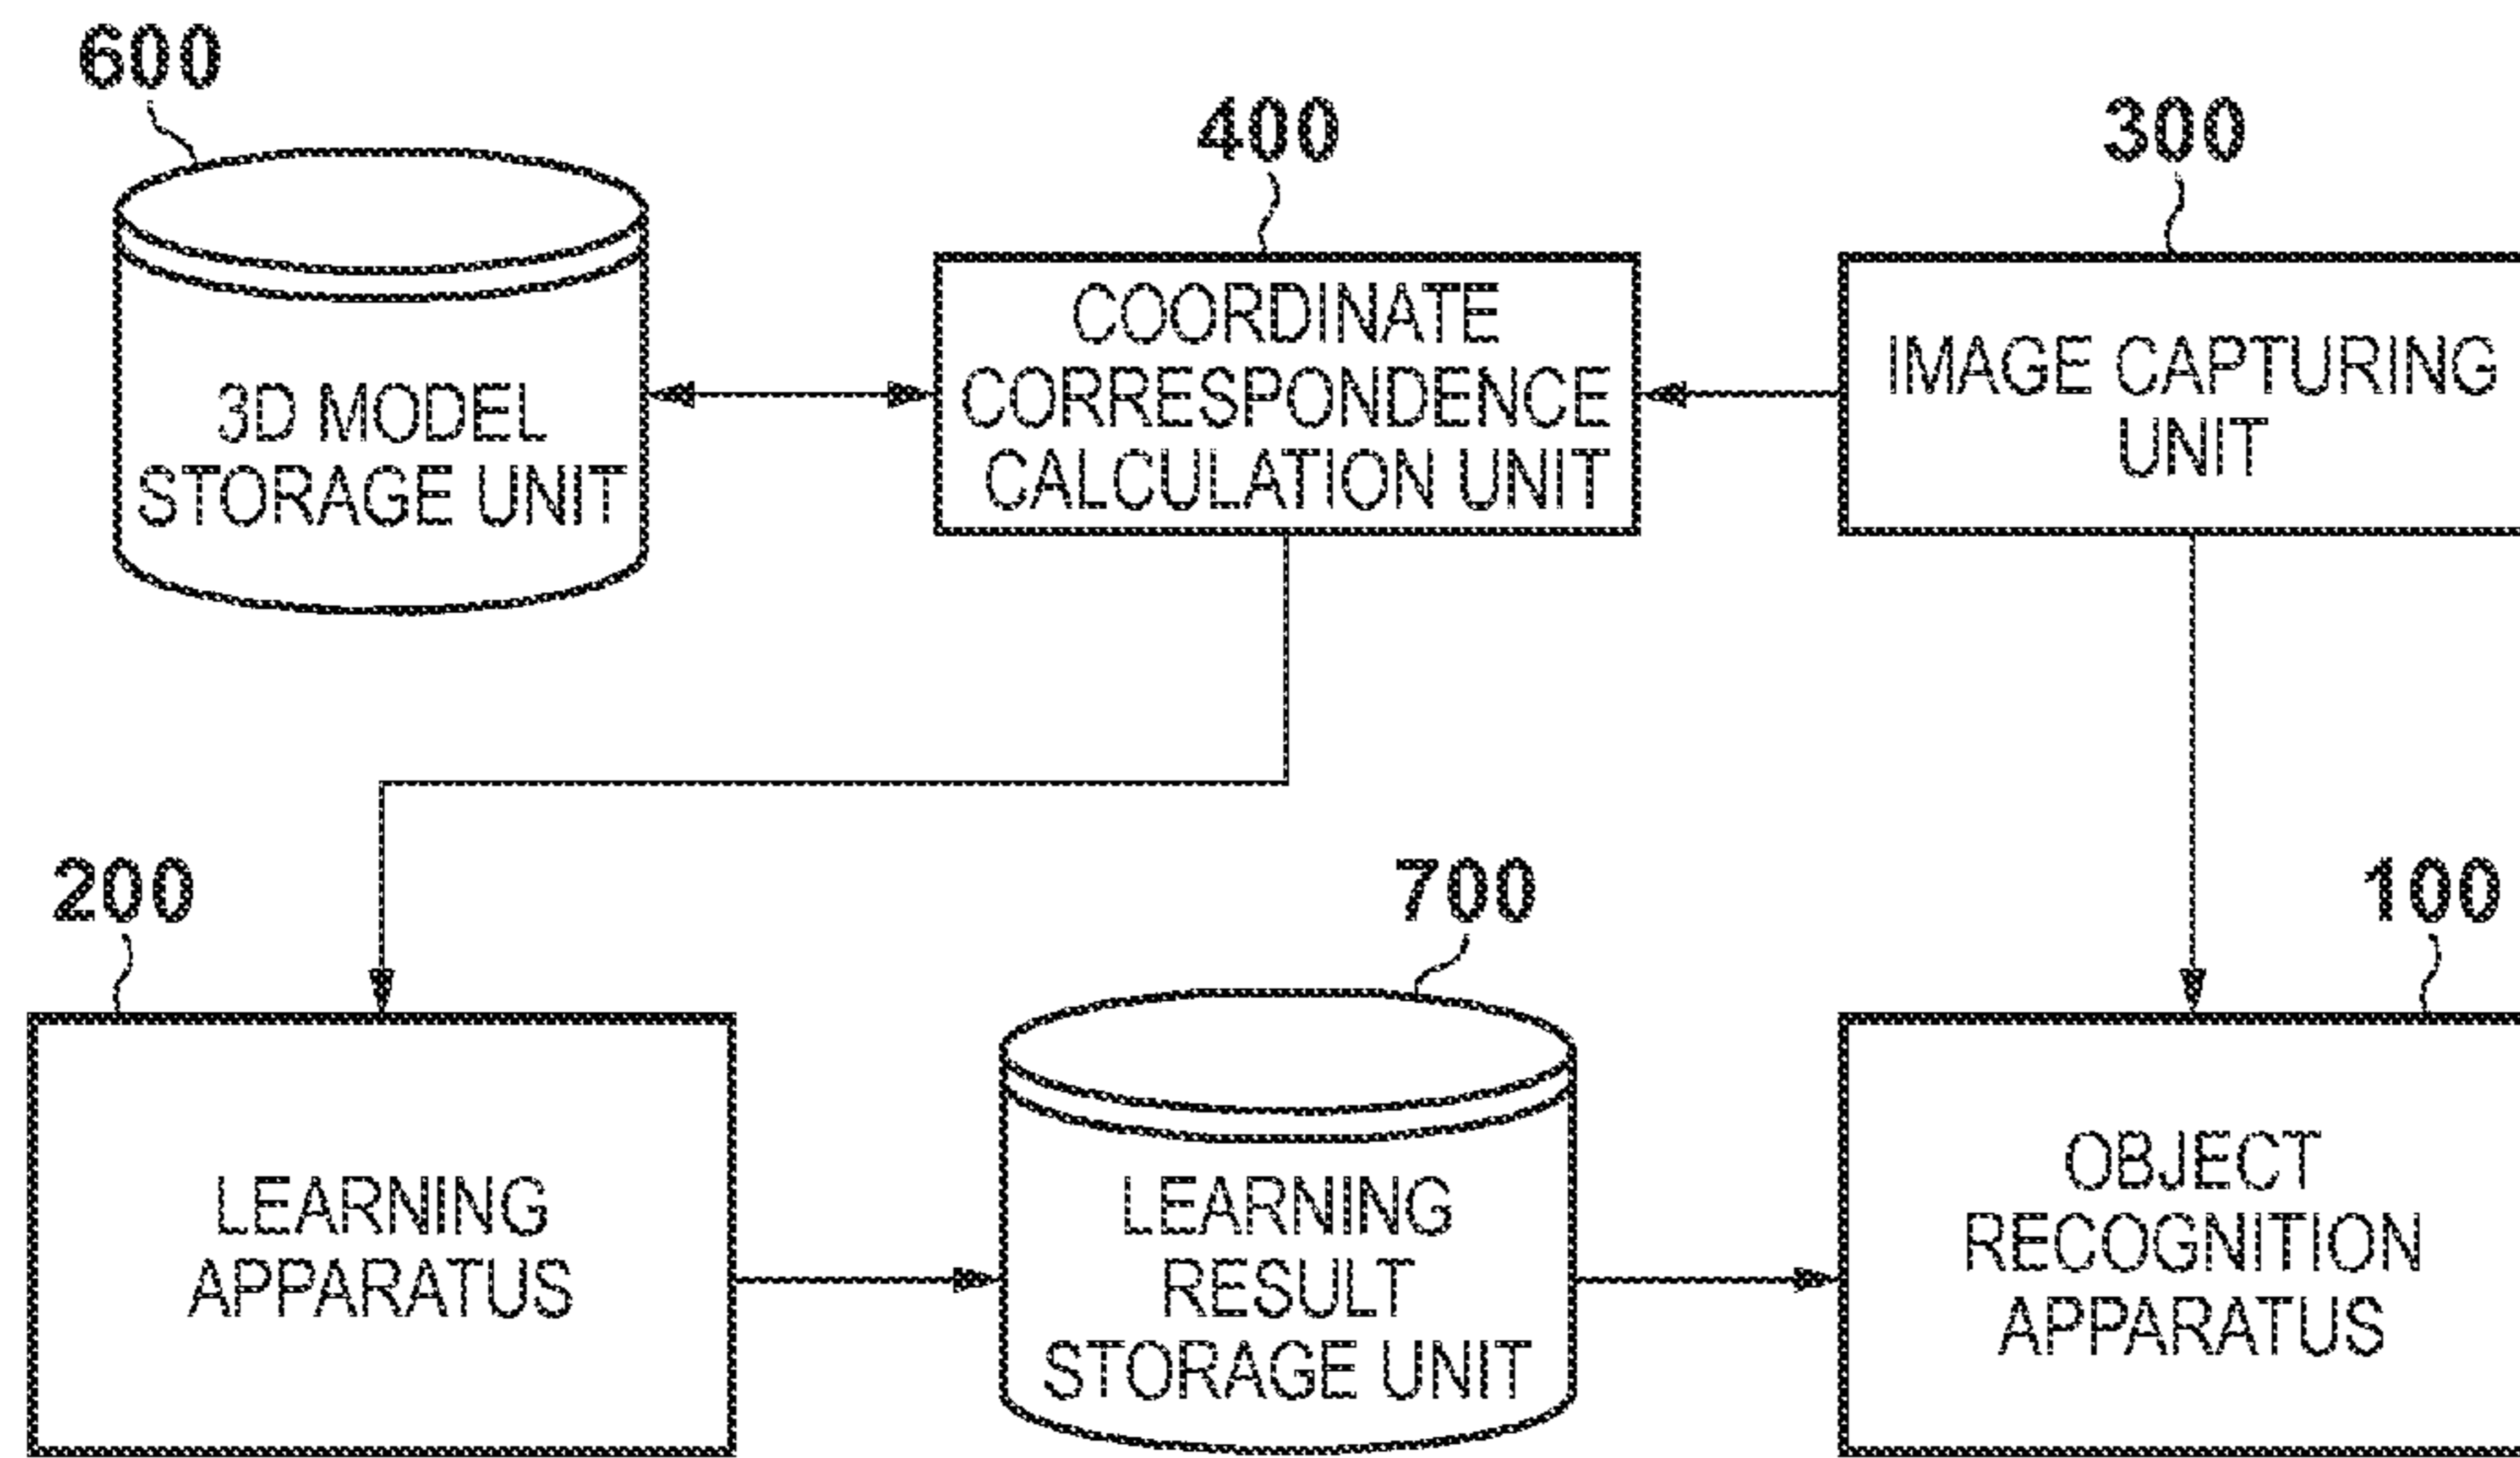 600
400
300
3D MODEL
STORAGE UNIT
COORDINATE
CORRESPONDENCE
CALCULATION UNIT
IMAGE CAPTURING
UNIT
200
700
100
LEARNING
APPARATUS
LEARNING
RESULT
STORAGE UNIT
OBJECT
RECOGNITION
APPARATUS